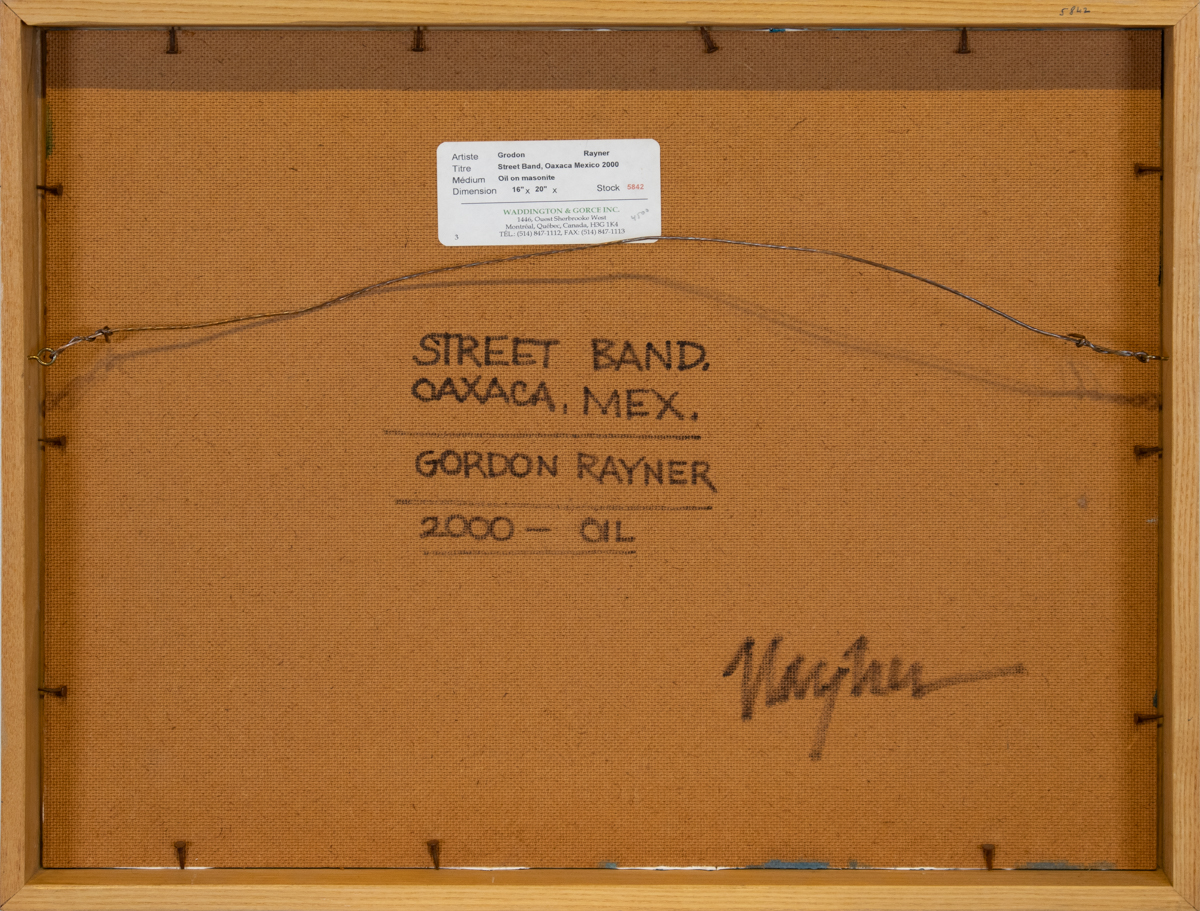 5842
Artiste Grodon Rayner
Titre Street Band, Oaxaca Mexico 2000
Médium Oil on masonite
Dimension 16" x 20" x Stock 5842
WADDINGTON & GORCE INC.
1446, Ouest Sherbrooke West
Montréal, Québec, Canada, H3G 1K4
TÉL.: (514) 847-1112, FAX: (514) 847-1113
3
STREET BAND.
OAXACA, MEX.
GORDON RAYNER
2000 — OIL
Rayner